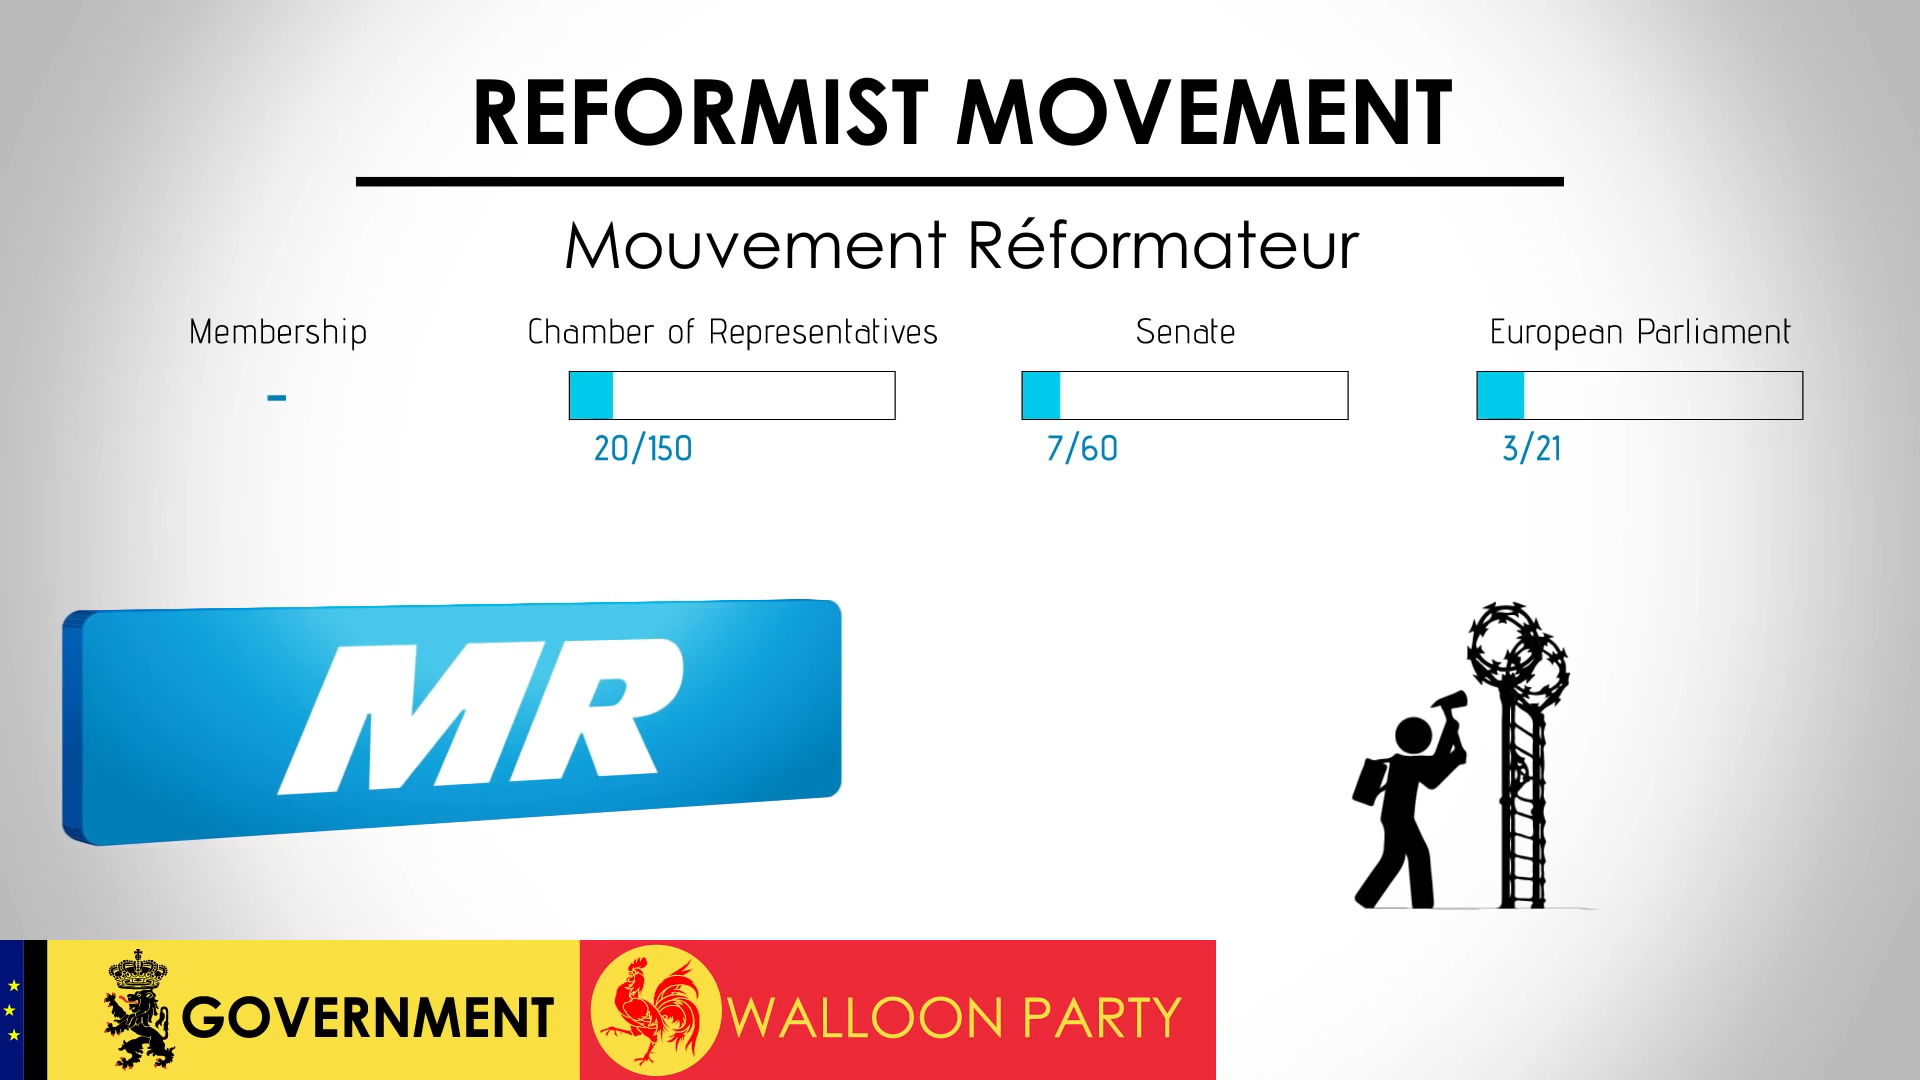 REFORMIST MOVEMENT
Mouvement Réformateur
Membership
-
Chamber of Representatives
20/150
Senate
7/60
European Parliament
3/21
MR
GOVERNMENT
WALLOON PARTY